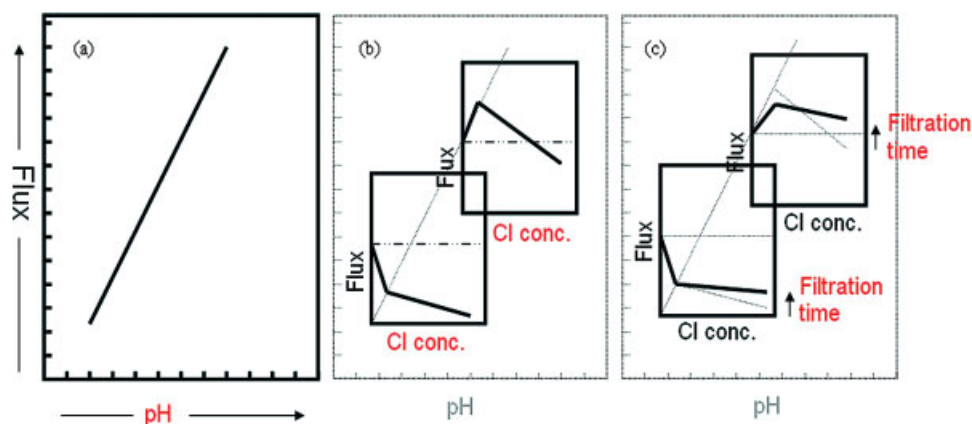 (a)
Flux
pH
(b)
Flux
Cl conc.
Flux
Cl conc.
pH
(c)
Flux
Filtration
time
Cl conc.
Flux
Filtration
time
Cl conc.
pH